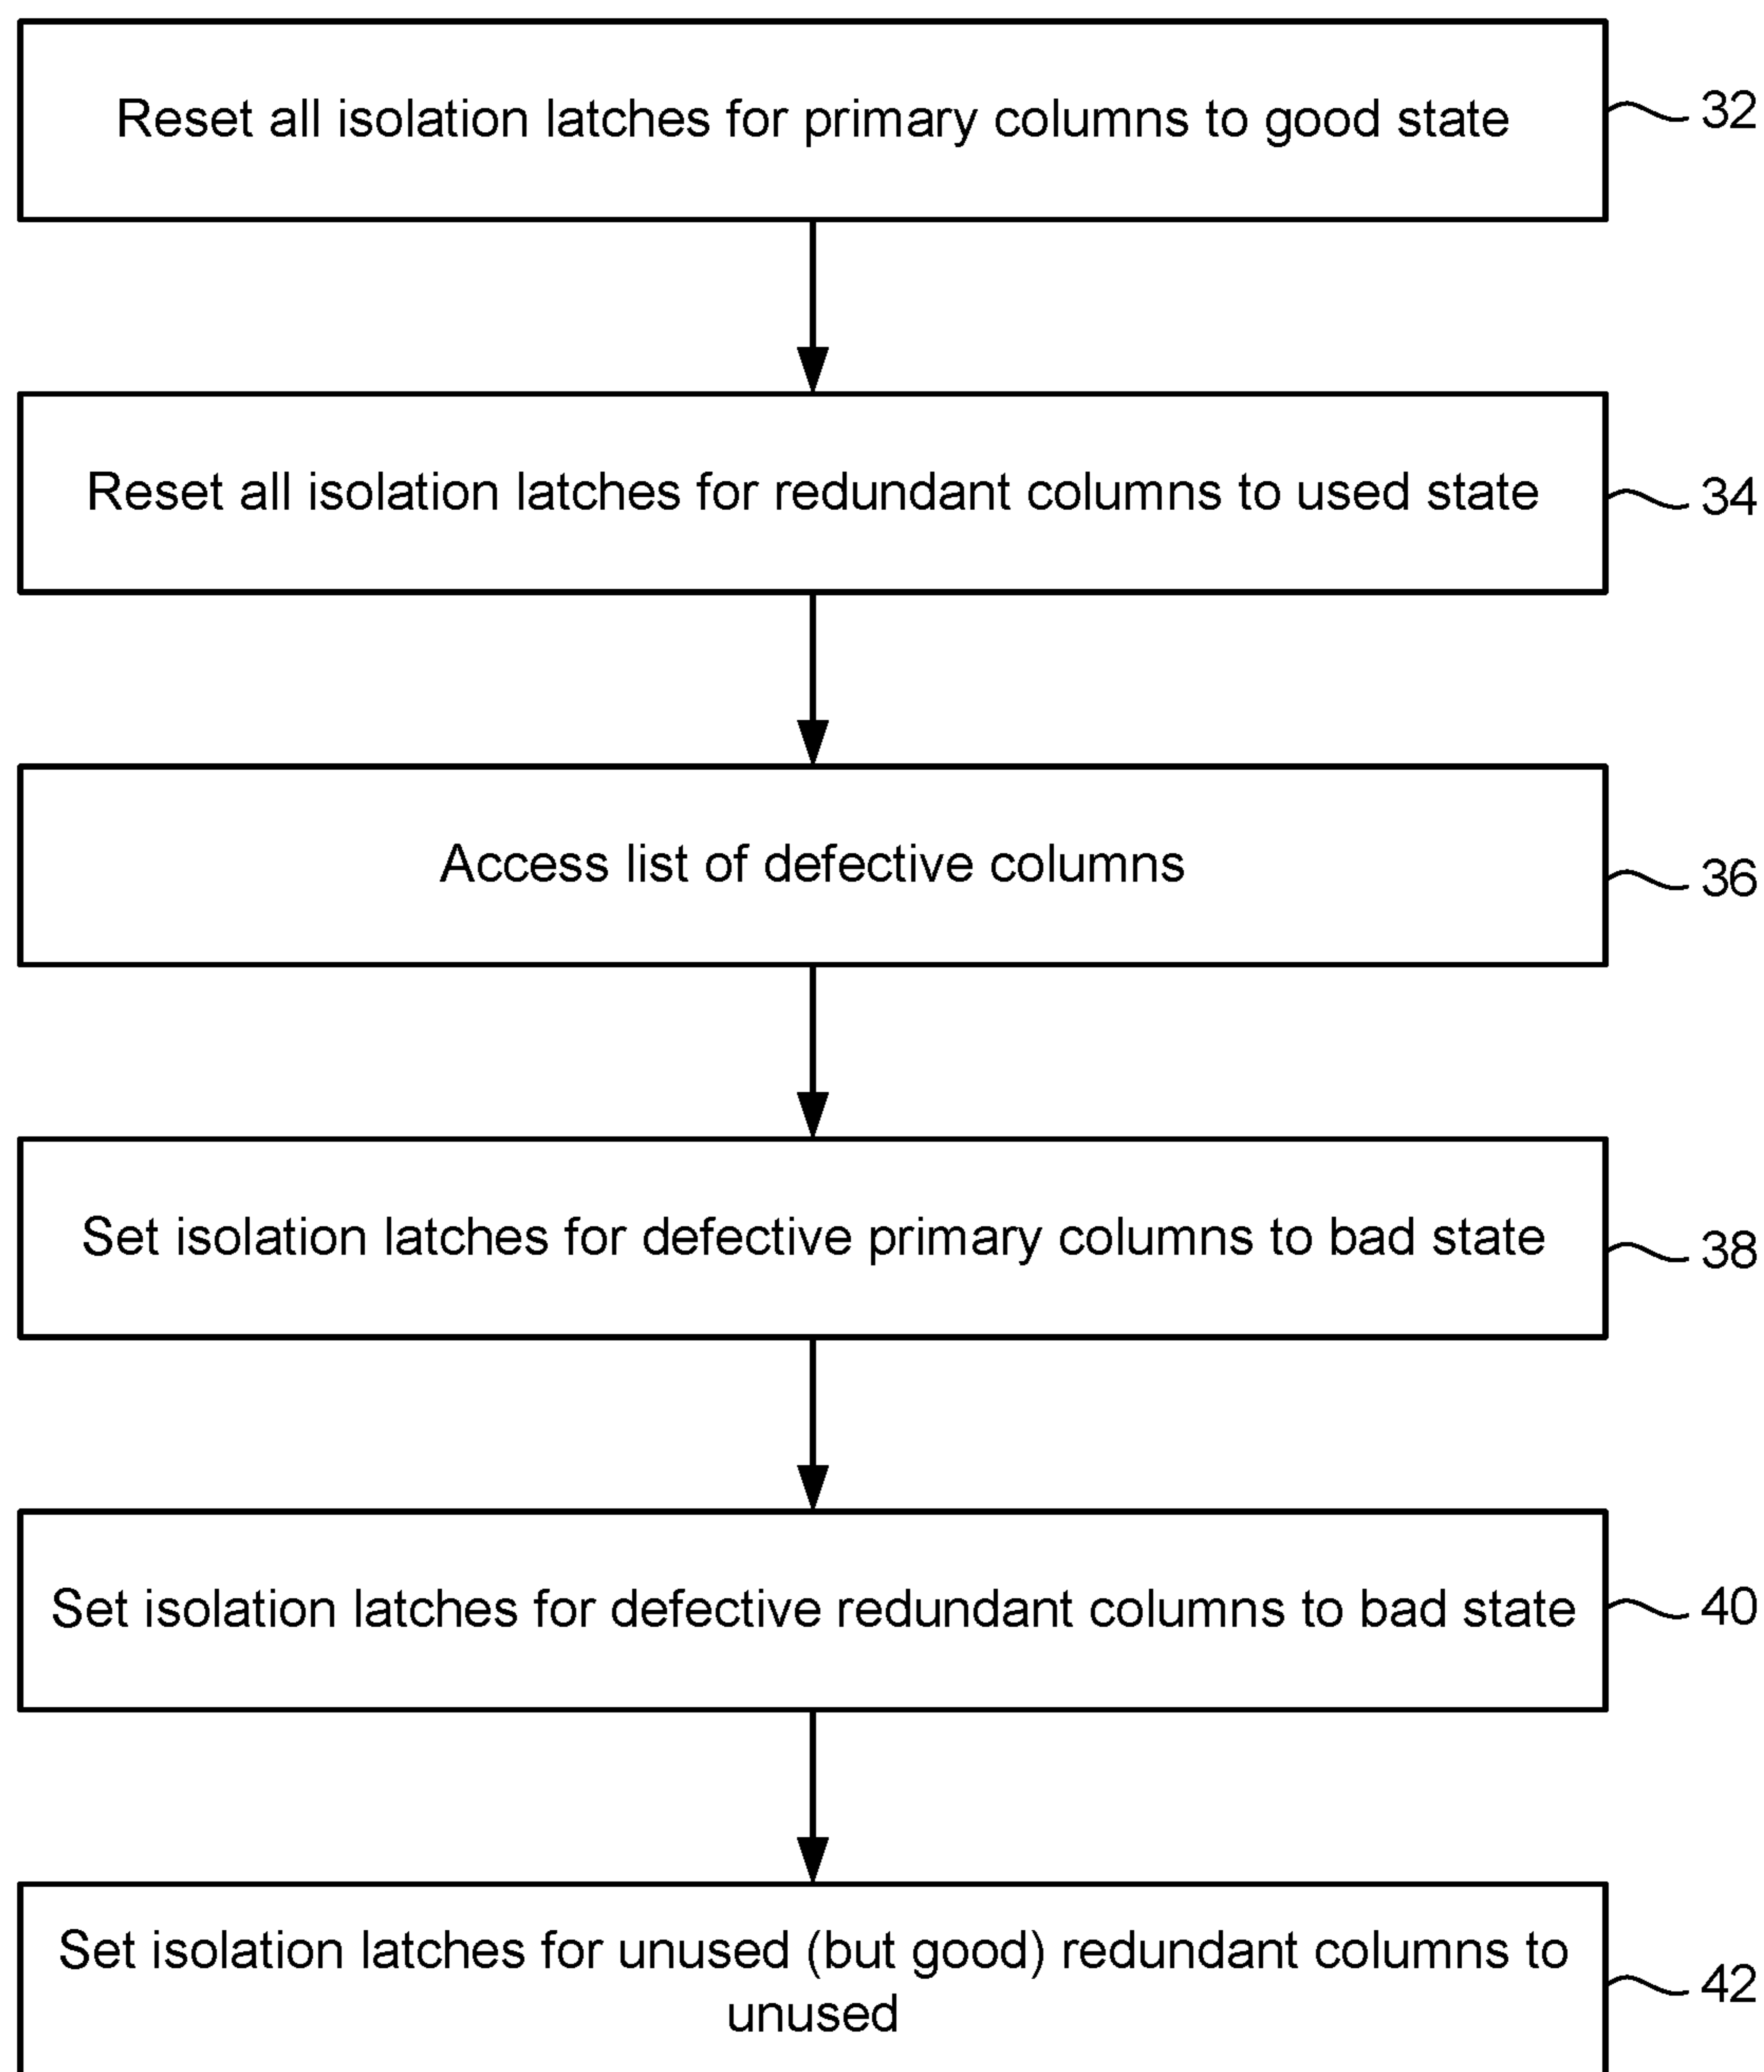 Reset all isolation latches for primary columns to good state
32
Reset all isolation latches for redundant columns to used state
34
Access list of defective columns
36
Set isolation latches for defective primary columns to bad state
38
Set isolation latches for defective redundant columns to bad state
40
Set isolation latches for unused (but good) redundant columns to
unused
42